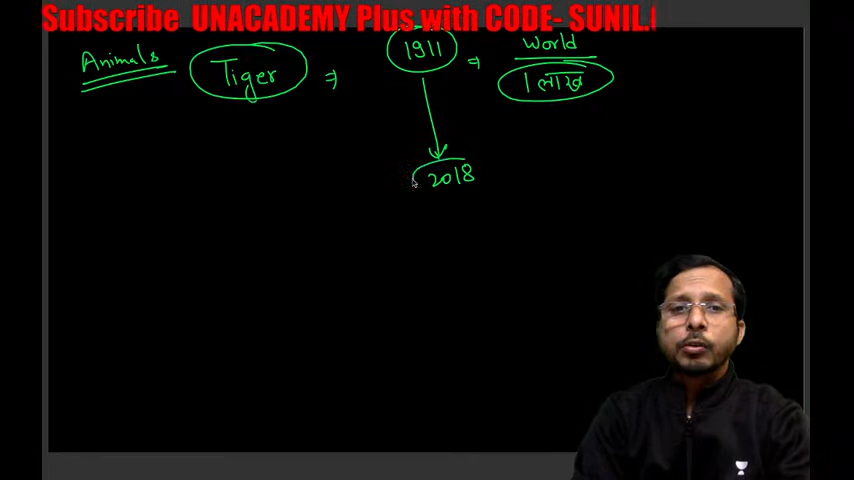 Subscribe UNACADEMY Plus with CODE- SUNIL.
Animals Tiger ⇒ 1911 ⇒ World
1 लाख
2018